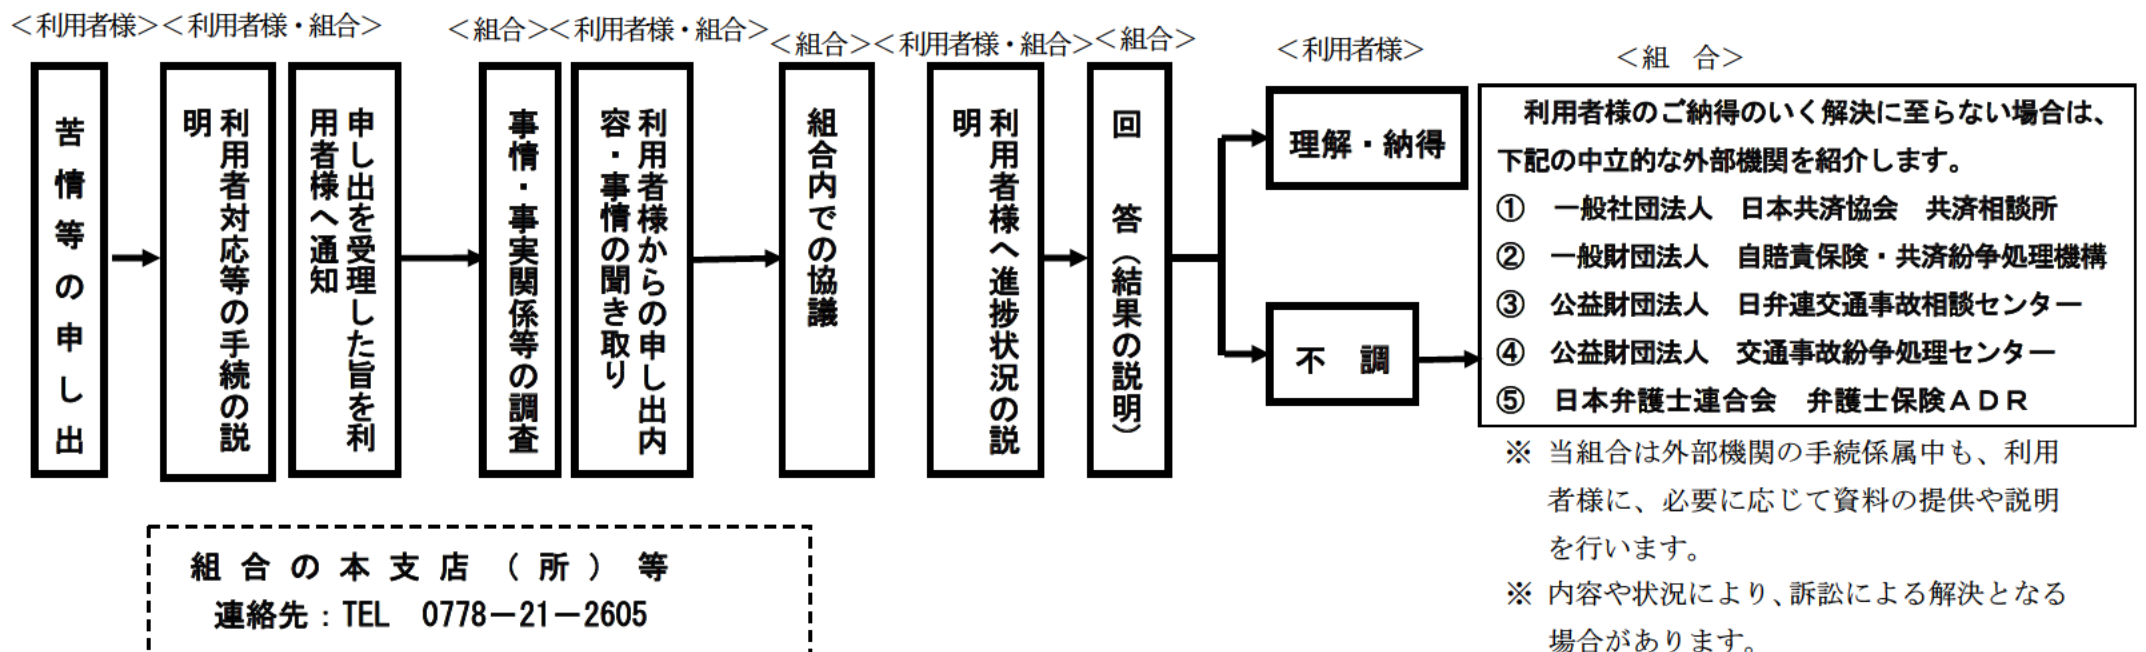 ＜利用者様＞＜利用者様・組合＞
＜組合＞＜利用者様・組合＞
＜組合＞＜利用者様・組合＞＜組合＞
＜利用者様＞
＜組　合＞
苦情等の申し出
利用者対応等の手続の説
明
申し出を受理した旨を利
用者様へ通知
事情・事実関係等の調査
利用者様からの申し出内
容・事情の聞き取り
組合内での協議
利用者様へ進捗状況の説
明
回　答（結果の説明）
理解・納得
不　調
利用者様のご納得のいく解決に至らない場合は、
下記の中立的な外部機関を紹介します。
①　一般社団法人　日本共済協会　共済相談所
②　一般財団法人　自賠責保険・共済紛争処理機構
③　公益財団法人　日弁連交通事故相談センター
④　公益財団法人　交通事故紛争処理センター
⑤　日本弁護士連合会　弁護士保険ＡＤＲ
※ 当組合は外部機関の手続係属中も、利用
者様に、必要に応じて資料の提供や説明
を行います。
※ 内容や状況により、訴訟による解決となる
場合があります。
組 合 の 本 支 店 （ 所 ） 等
連絡先：TEL　0778－21－2605